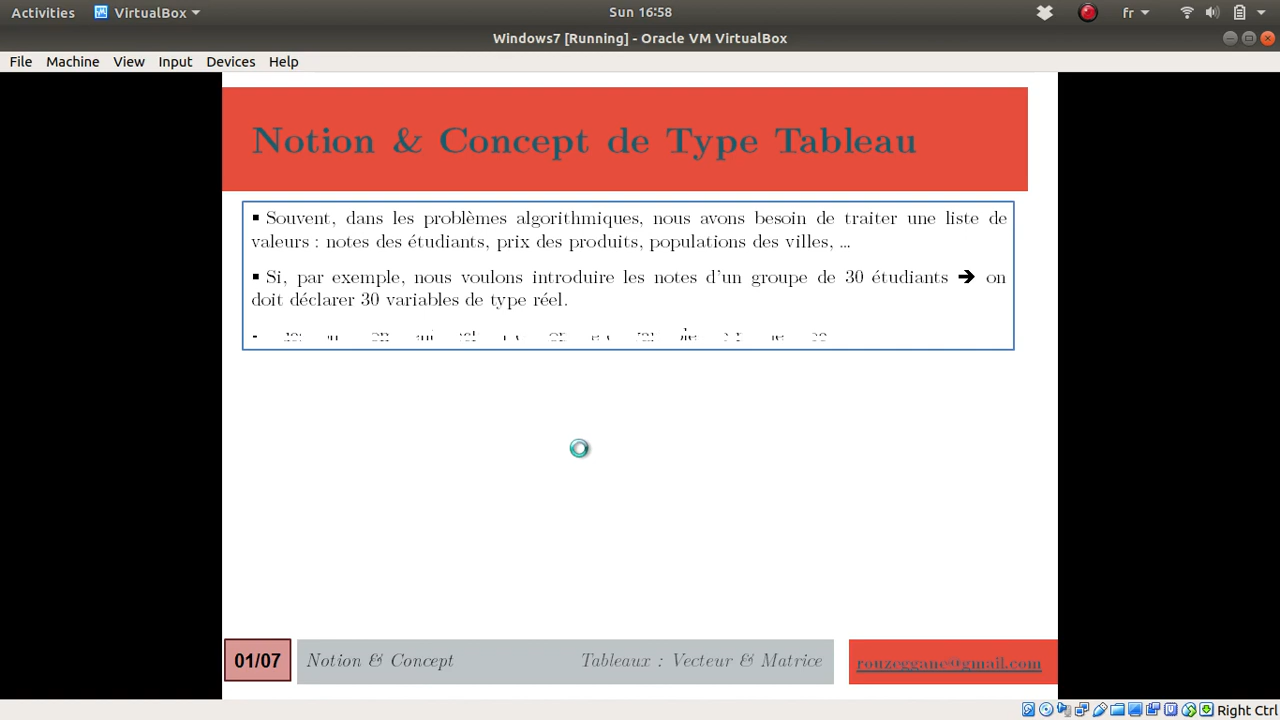 Activities VirtualBox Sun 16:58 fr
Windows7 [Running] - Oracle VM VirtualBox
File Machine View Input Devices Help
Notion & Concept de Type Tableau
▪ Souvent, dans les problèmes algorithmiques, nous avons besoin de traiter une liste de
valeurs : notes des étudiants, prix des produits, populations des villes, ...
▪ Si, par exemple, nous voulons introduire les notes d'un groupe de 30 étudiants ➔ on
doit déclarer 30 variables de type réel.
01/07 Notion & Concept Tableaux : Vecteur & Matrice rouzeggane@gmail.com
Right Ctrl